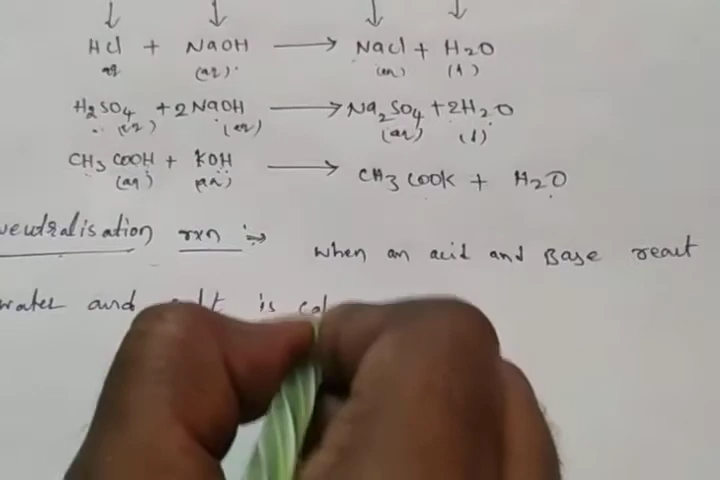 HCl + NaOH → NaCl + H2O
aq (aq) (aq) (l)
H2SO4 + 2NaOH → Na2SO4 + 2H2O
(aq) (aq) (aq) (l)
CH3COOH + KOH → CH3COOK + H2O
(aq) (aq)
neutralisation rxn :→ when an acid and Base react
water and is